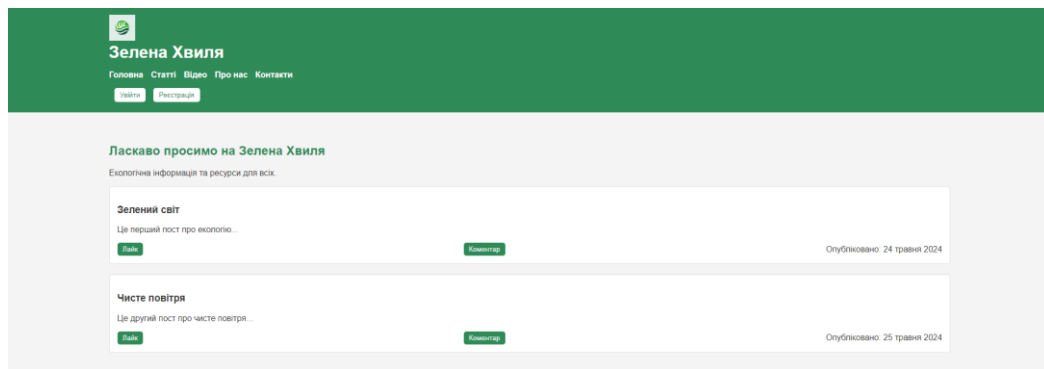 Зелена Хвиля
Головна Статті Відео Про нас Контакти
Увійти Реєстрація
Ласкаво просимо на Зелена Хвиля
Екологічна інформація та ресурси для всіх.
Зелений світ
Це перший пост про екологію...
Лайк Коментар Опубліковано: 24 травня 2024
Чисте повітря
Це другий пост про чисте повітря...
Лайк Коментар Опубліковано: 25 травня 2024